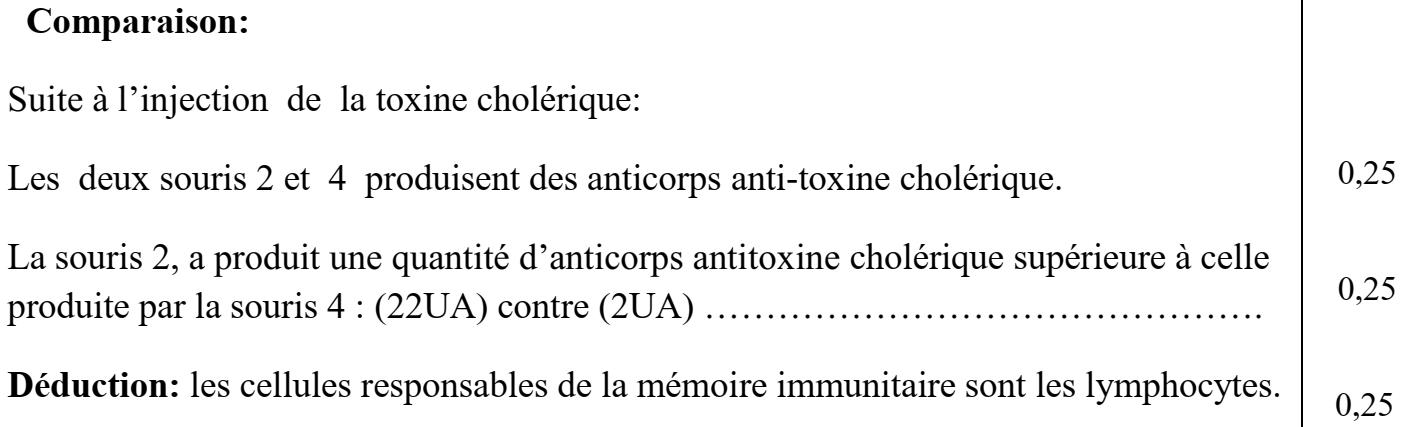 Comparaison:
Suite à l’injection de la toxine cholérique:
Les deux souris 2 et 4 produisent des anticorps anti-toxine cholérique.
0,25
La souris 2, a produit une quantité d’anticorps antitoxine cholérique supérieure à celle
produite par la souris 4 : (22UA) contre (2UA) ……………………………………….
0,25
Déduction: les cellules responsables de la mémoire immunitaire sont les lymphocytes.
0,25